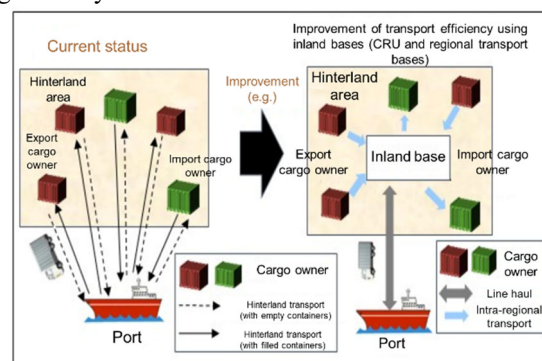 Current status
Hinterland
area
Export
cargo
owner
Import cargo
owner
Port
Cargo owner
Hinterland transport
(with empty containers)
Hinterland transport
(with filled containers)
Improvement
(e.g.)
Improvement of transport efficiency using
inland bases (CRU and regional transport
bases)
Hinterland
area
Export
cargo owner
Inland base
Import cargo
owner
Port
Cargo
owner
Line haul
Intra-regional
transport